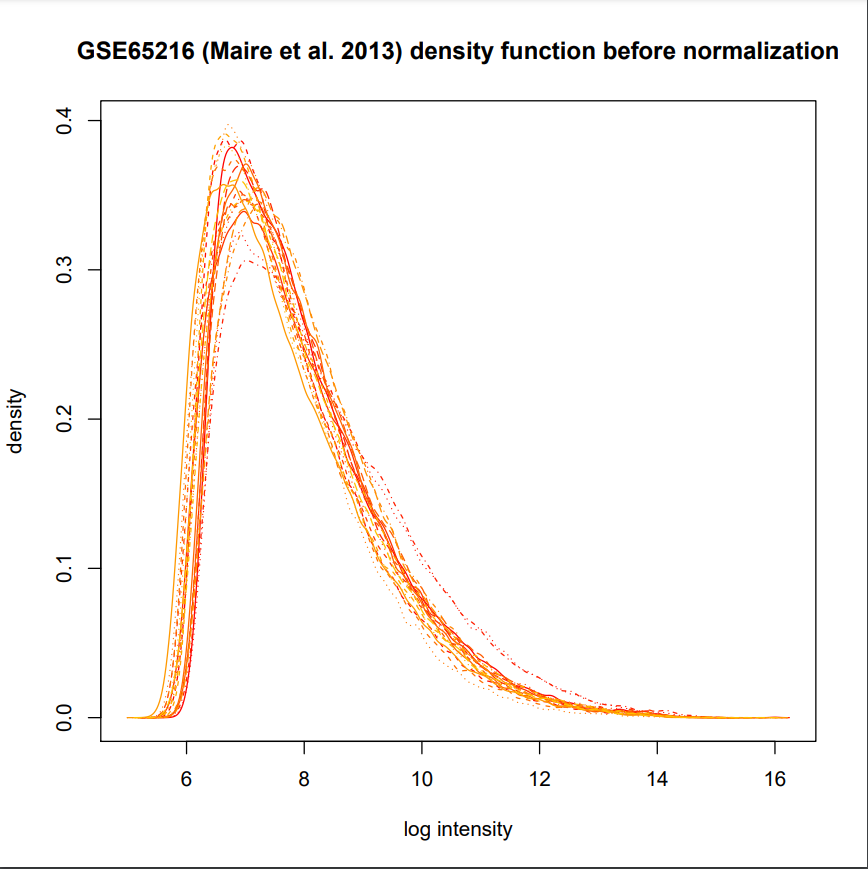 GSE65216 (Maire et al. 2013) density function before normalization
density
0.4
0.3
0.2
0.1
0.0
6 8 10 12 14 16
log intensity